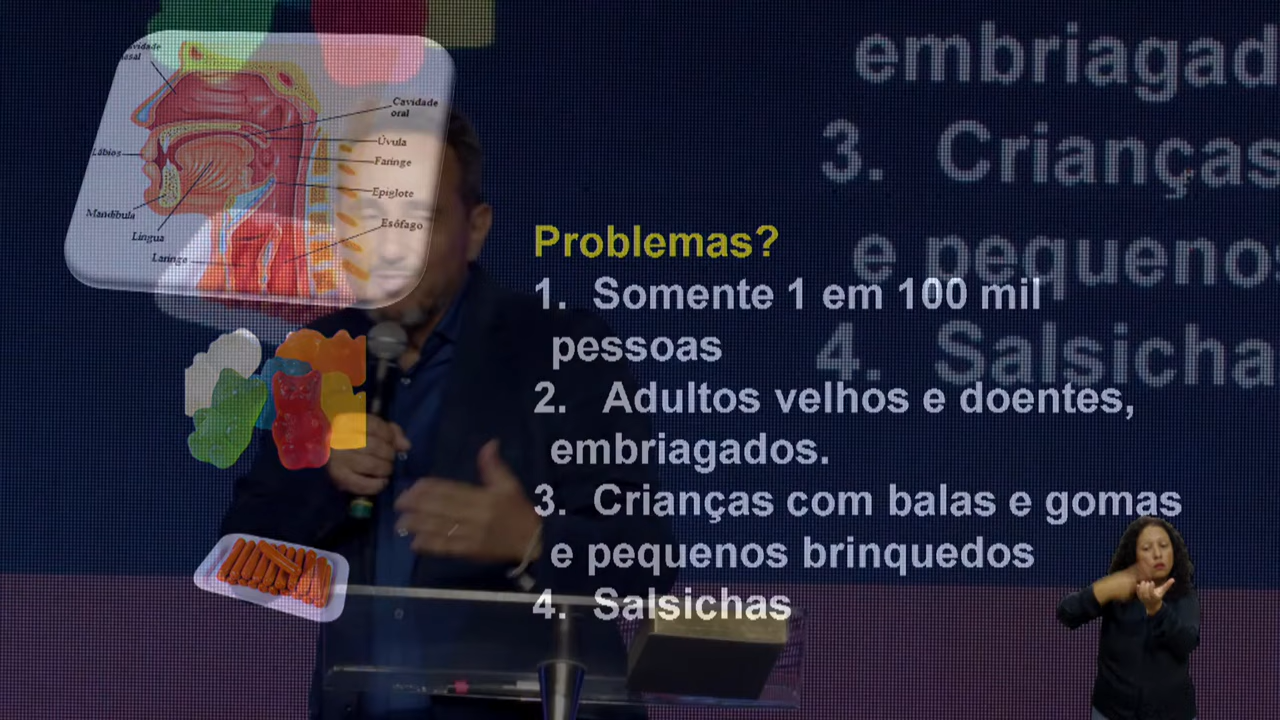 Cavidade
oral
Úvula
Lábios
Faringe
Epiglote
Mandíbula
Esôfago
Língua
Laringe
Problemas?
1. Somente 1 em 100 mil
pessoas
2. Adultos velhos e doentes,
embriagados.
3. Crianças com balas e gomas
e pequenos brinquedos
4. Salsichas
embriagad
3. Crianças
e pequenos
4. Salsicha